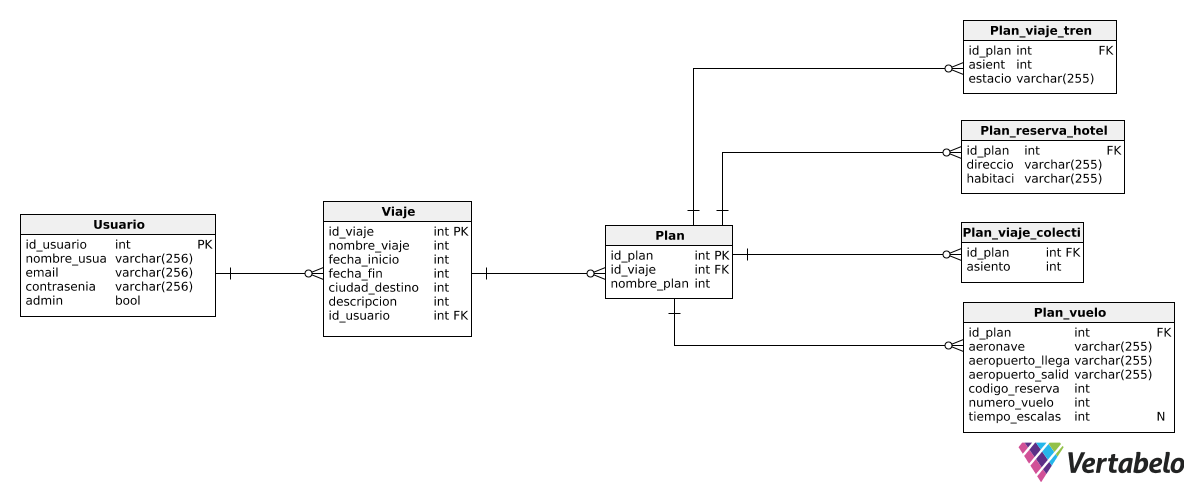 Usuario
id_usuario int PK
nombre_usua varchar(256)
email varchar(256)
contrasenia varchar(256)
admin bool
Viaje
id_viaje int PK
nombre_viaje int
fecha_inicio int
fecha_fin int
ciudad_destino int
descripcion int
id_usuario int FK
Plan
id_plan int PK
id_viaje int FK
nombre_plan int
Plan_viaje_tren
id_plan int FK
asient int
estacio varchar(255)
Plan_reserva_hotel
id_plan int FK
direccio varchar(255)
habitaci varchar(255)
Plan_viaje_colecti
id_plan int FK
asiento int
Plan_vuelo
id_plan int FK
aeronave varchar(255)
aeropuerto_llega varchar(255)
aeropuerto_salid varchar(255)
codigo_reserva int
numero_vuelo int
tiempo_escalas int N
Vertabelo